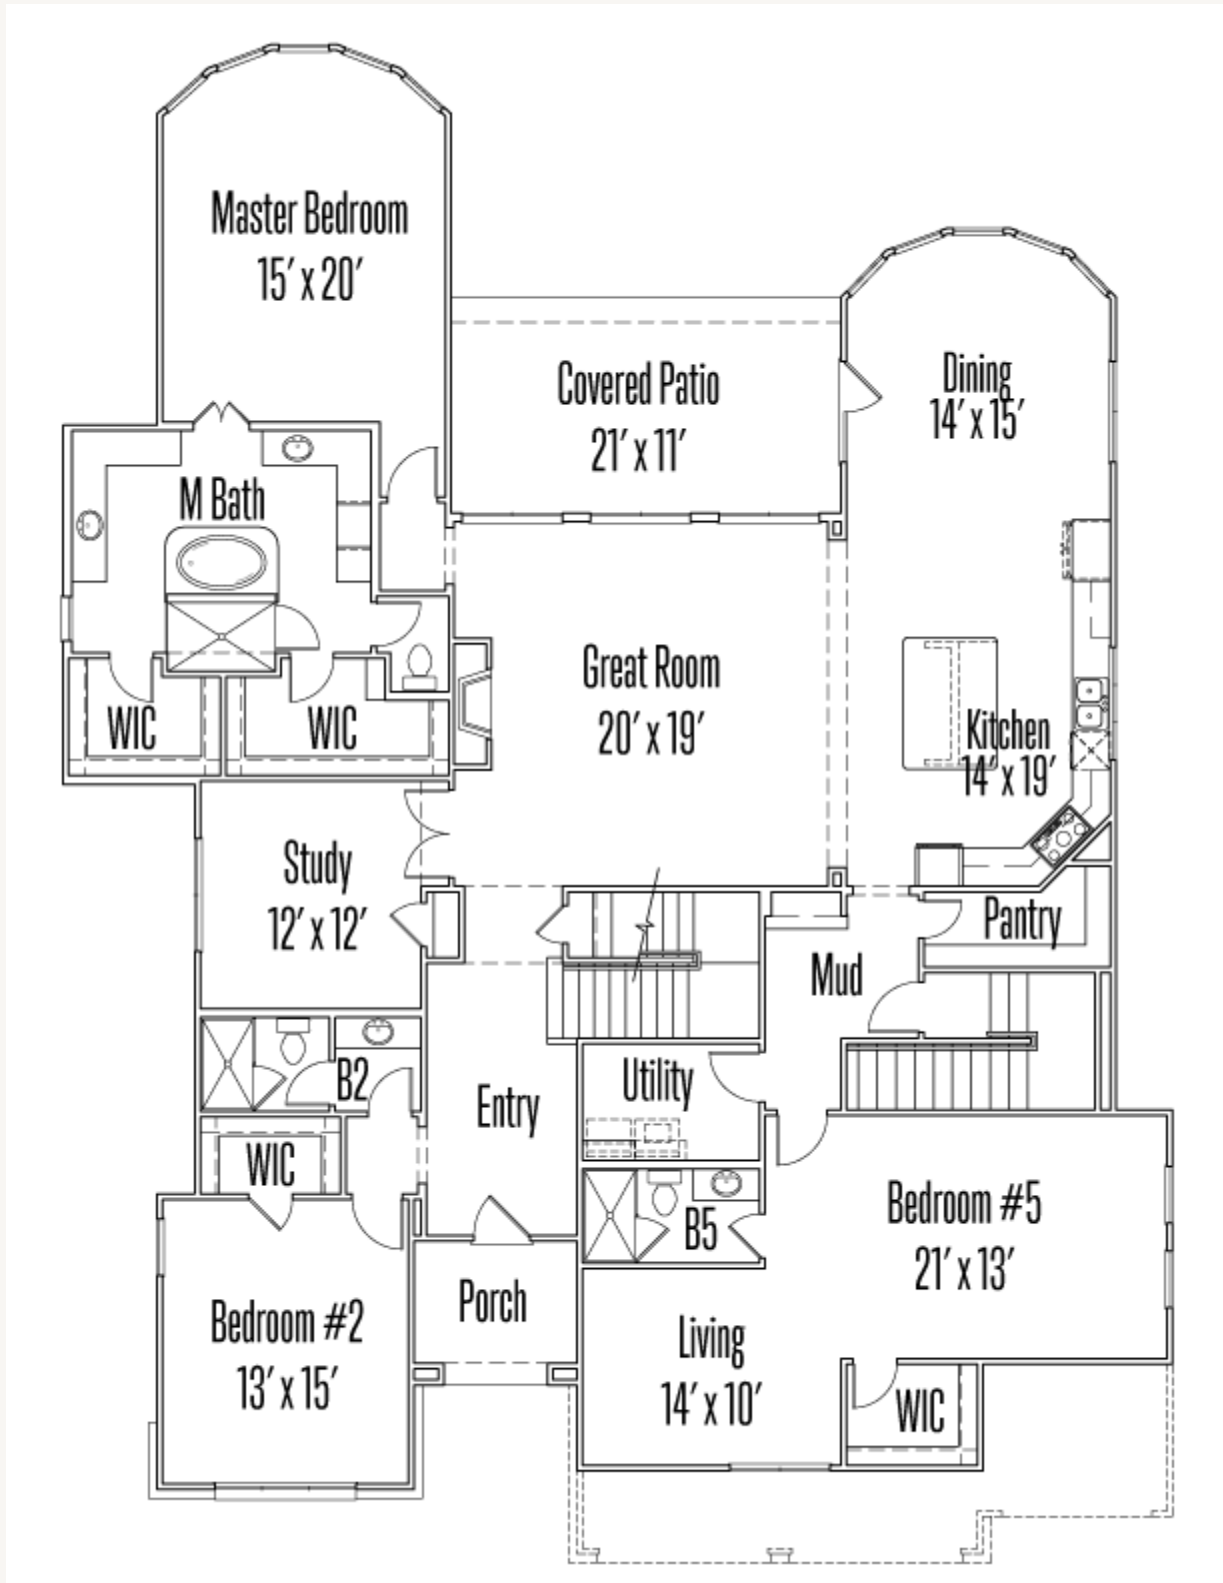 Master Bedroom
15' x 20'
Covered Patio
21' x 11'
Dining
14' x 15'
M Bath
WIC
WIC
Great Room
20' x 19'
Kitchen
14' x 19'
Study
12' x 12'
Pantry
Mud
B2
Utility
Entry
WIC
B5
Bedroom #5
21' x 13'
Porch
Bedroom #2
13' x 15'
Living
14' x 10'
WIC